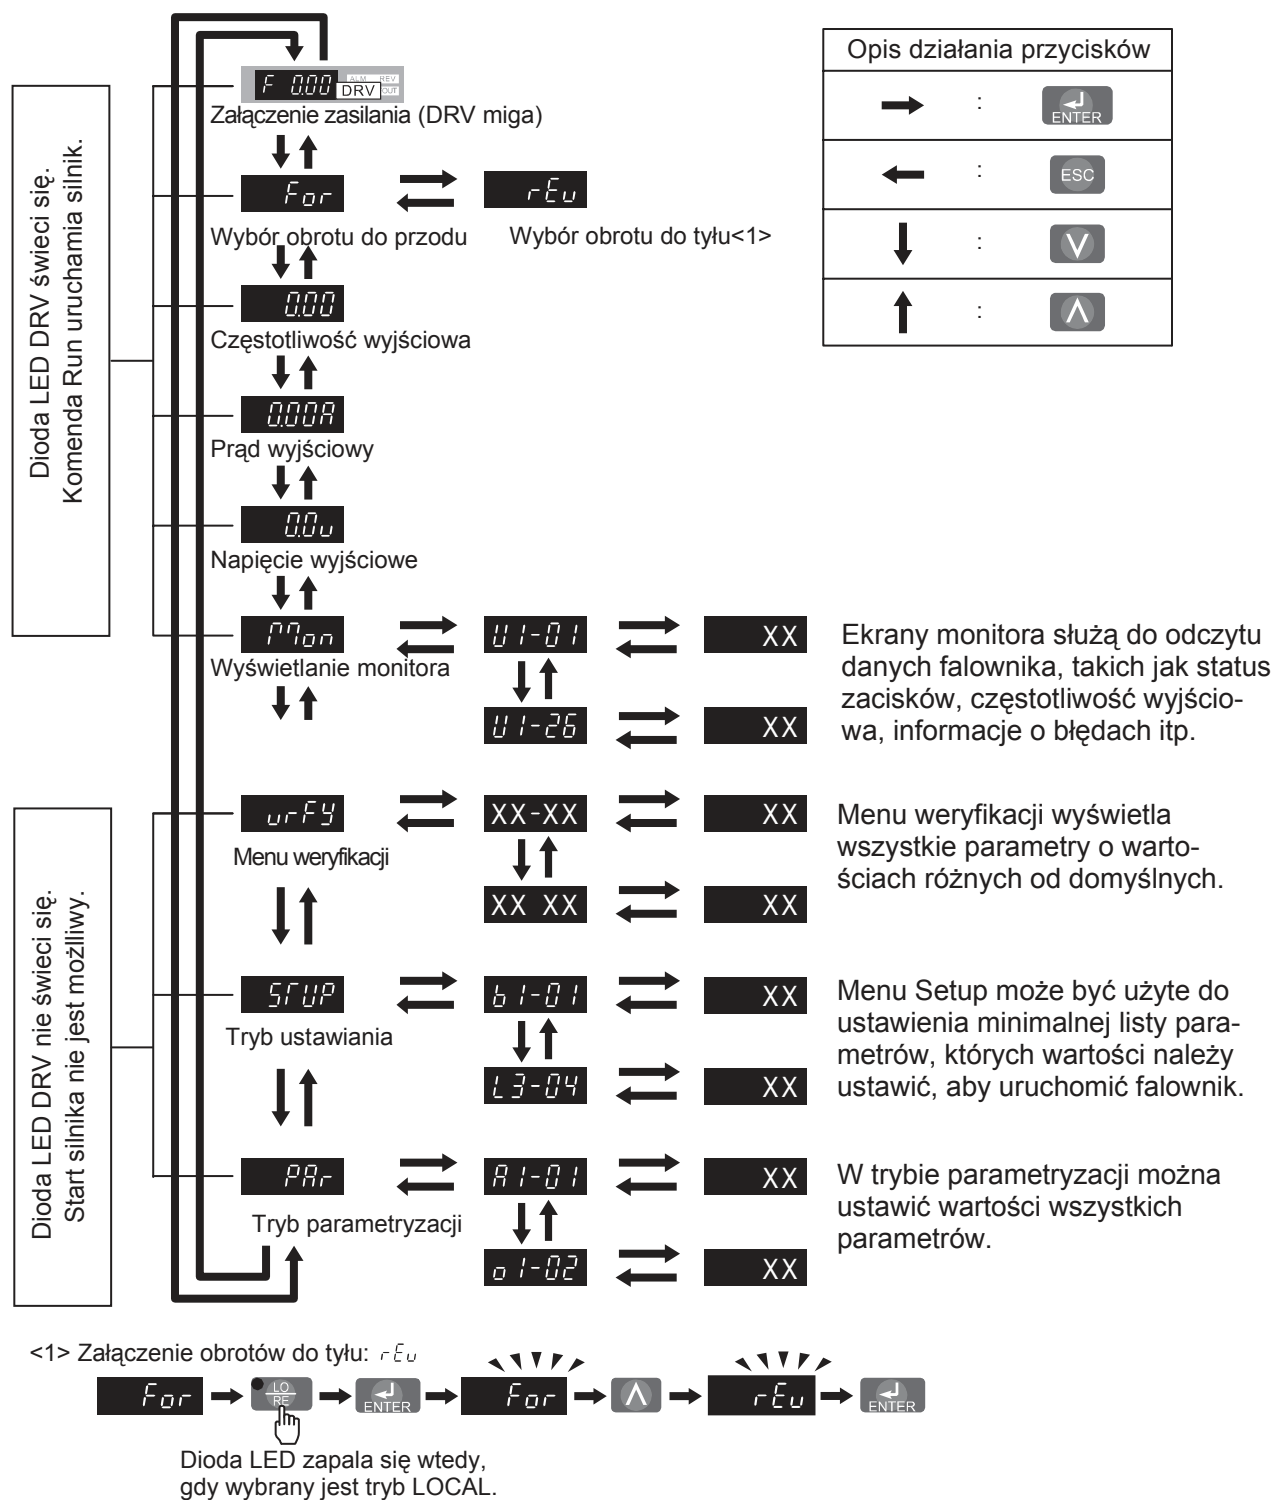 F 0.00 ALM REV DRV OUT
Załączenie zasilania (DRV miga)
For rEv
Wybór obrotu do przodu Wybór obrotu do tyłu<1>
0.00
Częstotliwość wyjściowa
0.00A
Prąd wyjściowy
0.0v
Napięcie wyjściowe
Mon U1-01 XX
Wyświetlanie monitora
U1-26 XX
Dioda LED DRV świeci się.
Komenda Run uruchamia silnik.
Opis działania przycisków
→ : ENTER
← : ESC
↓ : V
↑ : Λ
Ekrany monitora służą do odczytu
danych falownika, takich jak status
zacisków, częstotliwość wyjścio-
wa, informacje o błędach itp.
Dioda LED DRV nie świeci się.
Start silnika nie jest możlliwy.
vrFY XX-XX XX
Menu weryfikacji
XX XX XX
Menu weryfikacji wyświetla
wszystkie parametry o warto-
ściach różnych od domyślnych.
STUP b1-01 XX
Tryb ustawiania
L3-04 XX
Menu Setup może być użyte do
ustawienia minimalnej listy para-
metrów, których wartości należy
ustawić, aby uruchomić falownik.
PAr A1-01 XX
Tryb parametryzacji
o1-02 XX
W trybie parametryzacji można
ustawić wartości wszystkich
parametrów.
<1> Załączenie obrotów do tyłu: rEv
For → LO RE → ENTER → For → Λ → rEv → ENTER
Dioda LED zapala się wtedy,
gdy wybrany jest tryb LOCAL.